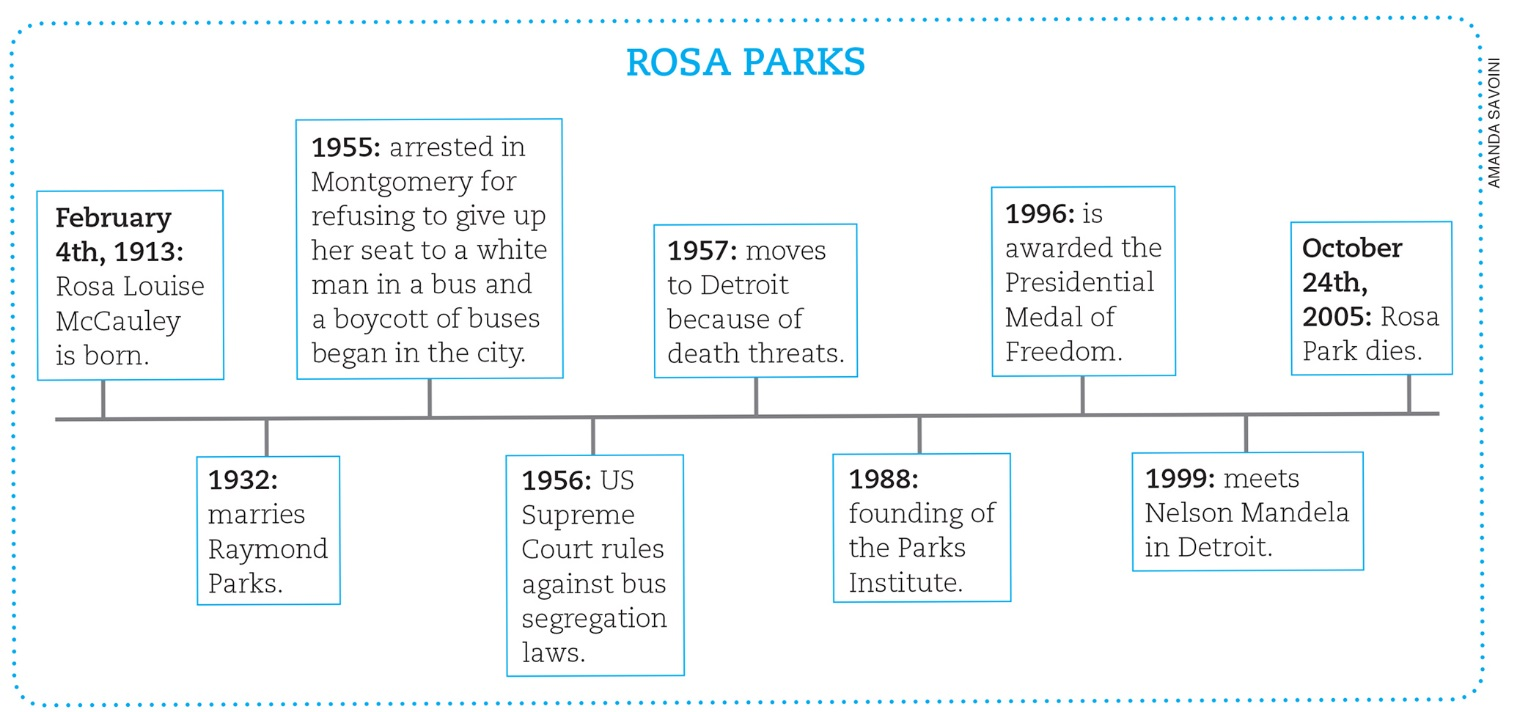 ROSA PARKS
February
4th, 1913:
Rosa Louise
McCauley
is born.
1932:
marries
Raymond
Parks.
1955: arrested in
Montgomery for
refusing to give up
her seat to a white
man in a bus and
a boycott of buses
began in the city.
1956: US
Supreme
Court rules
against bus
segregation
laws.
1957: moves
to Detroit
because of
death threats.
1988:
founding of
the Parks
Institute.
1996: is
awarded the
Presidential
Medal of
Freedom.
1999: meets
Nelson Mandela
in Detroit.
October
24th,
2005: Rosa
Park dies.
AMANDA SAVOINI